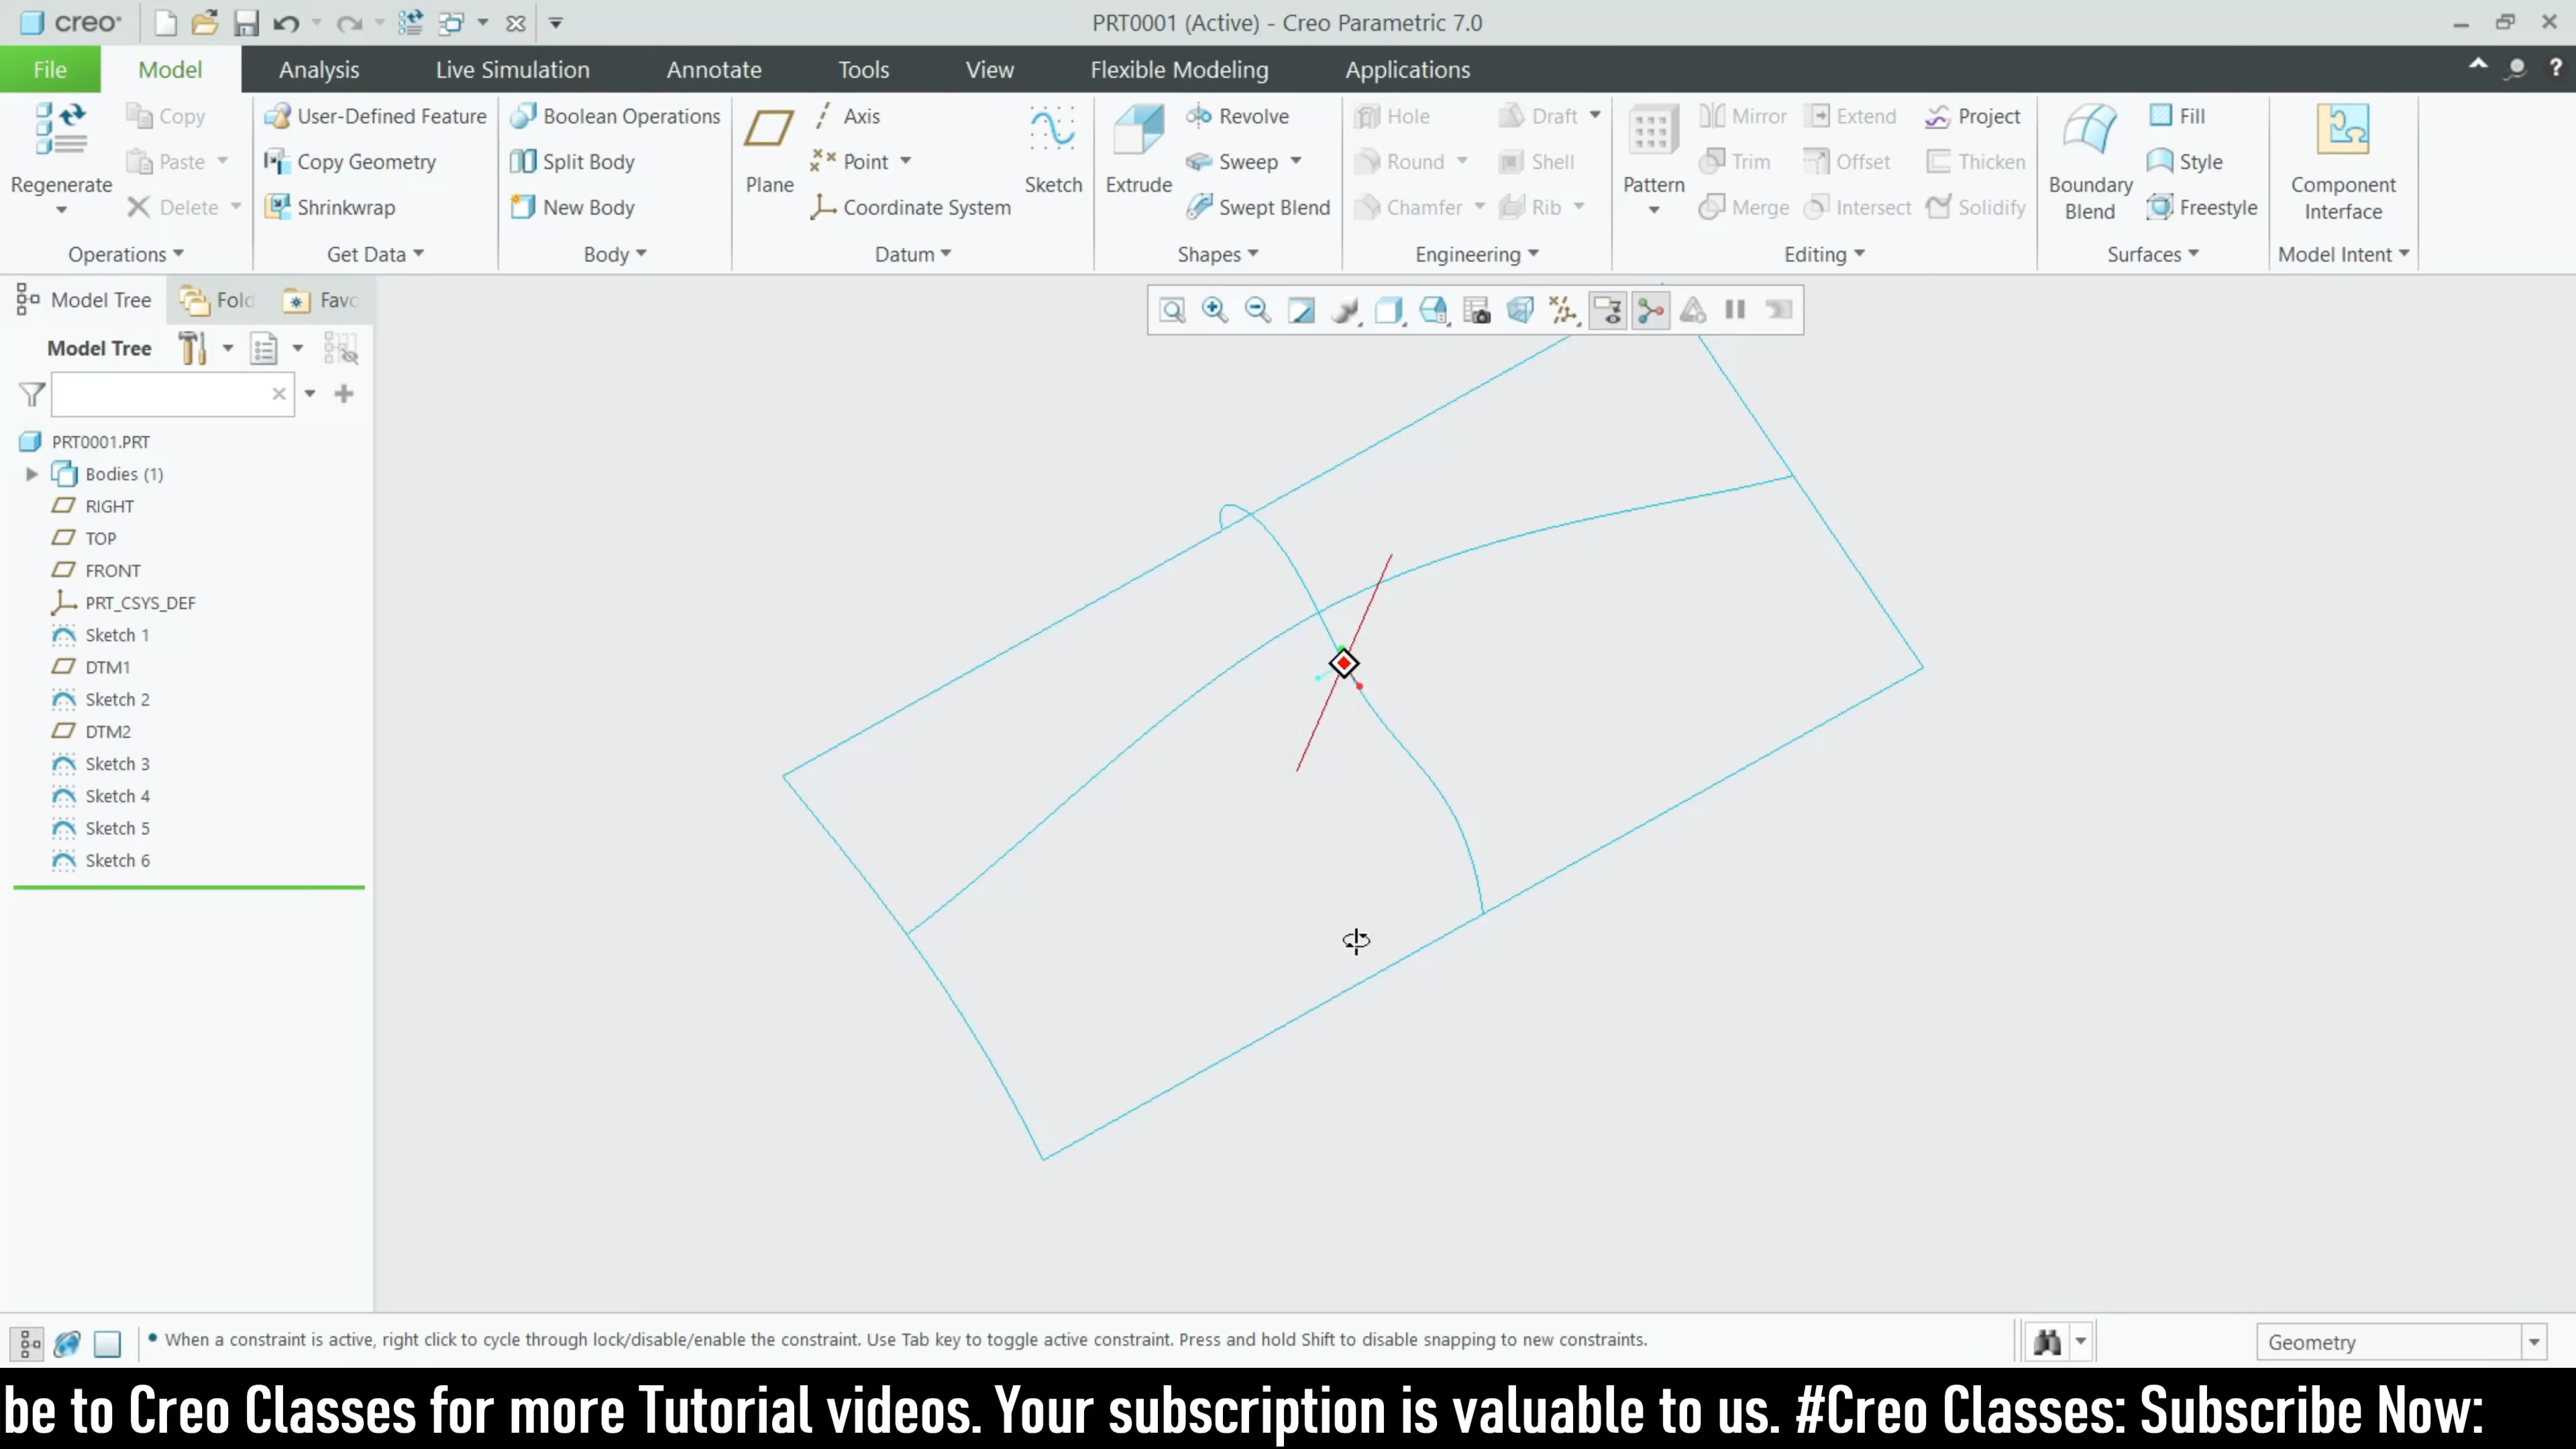 creo
PRT0001 (Active) - Creo Parametric 7.0
File Model Analysis Live Simulation Annotate Tools View Flexible Modeling Applications
Regenerate
Copy
Paste
Delete
Operations
User-Defined Feature
Copy Geometry
Shrinkwrap
Get Data
Boolean Operations
Split Body
New Body
Body
Plane
Axis
Point
Coordinate System
Sketch
Datum
Extrude
Revolve
Sweep
Swept Blend
Shapes
Hole
Round
Chamfer
Draft
Shell
Rib
Engineering
Pattern
Mirror
Trim
Merge
Extend
Offset
Intersect
Project
Thicken
Solidify
Editing
Boundary
Blend
Fill
Style
Freestyle
Surfaces
Component
Interface
Model Intent
Model Tree Fold Favo
Model Tree
PRT0001.PRT
Bodies (1)
RIGHT
TOP
FRONT
PRT_CSYS_DEF
Sketch 1
DTM1
Sketch 2
DTM2
Sketch 3
Sketch 4
Sketch 5
Sketch 6
• When a constraint is active, right click to cycle through lock/disable/enable the constraint. Use Tab key to toggle active constraint. Press and hold Shift to disable snapping to new constraints.
Geometry
be to Creo Classes for more Tutorial videos. Your subscription is valuable to us. #Creo Classes: Subscribe Now: